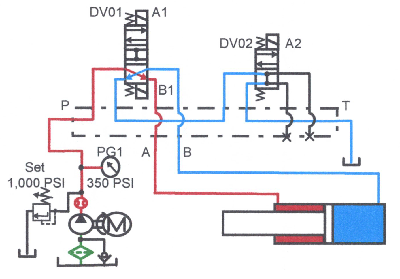 DV01 A1
DV02 A2
B1
P T
A B
PG1
Set
1,000 PSI 350 PSI
M